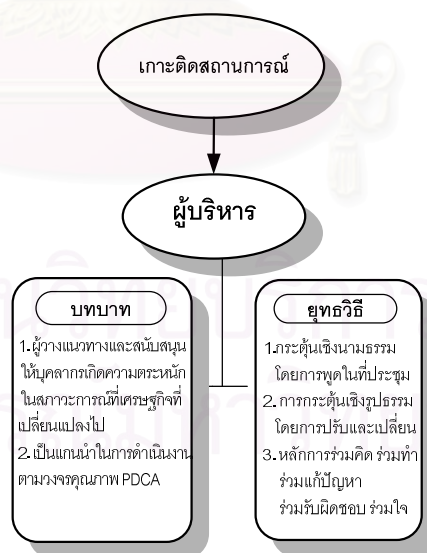 เกาะติดสถานการณ์
ผู้บริหาร
บทบาท
1.ผู้วางแนวทางและสนับสนุน
ให้บุคลากรเกิดความตระหนัก
ในสภาวะการณ์ที่เศรษฐกิจที่
เปลี่ยนแปลงไป
2. เป็นแกนนำในการดำเนินงาน
ตามวงจรคุณภาพ PDCA
ยุทธวิธี
1.กระตุ้นเชิงนามธรรม
โดยการพูดในที่ประชุม
2. การกระตุ้นเชิงรูปธรรม
โดยการปรับและเปลี่ยน
3. หลักการร่วมคิด ร่วมทำ
ร่วมแก้ปัญหา
ร่วมรับผิดชอบ ร่วมใจ